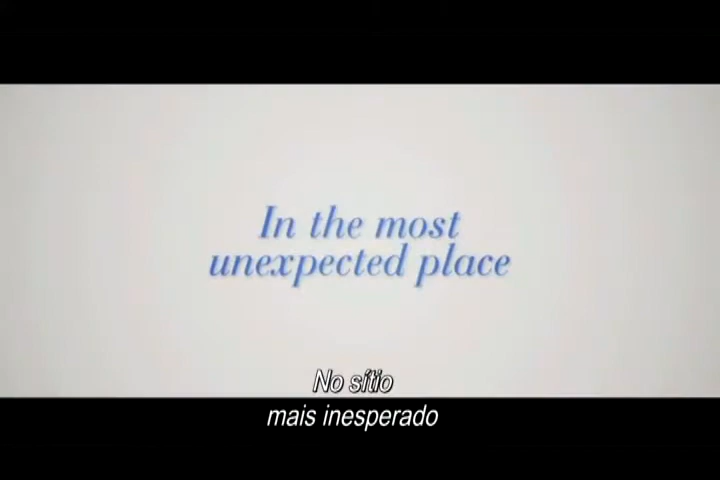 In the most
unexpected place
No sítio
mais inesperado